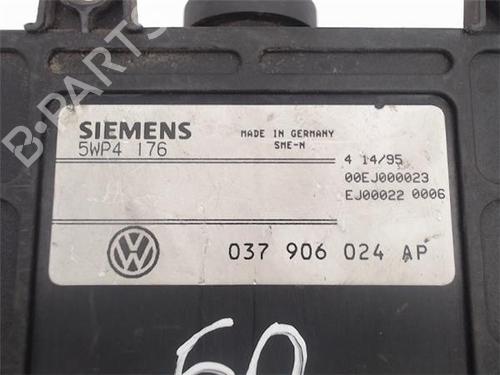 B-PARTS
SIEMENS
5WP4 176
MADE IN GERMANY
SME-N
4 14/95
00EJ000023
EJ00022 0006
VW
037 906 024 AP
60